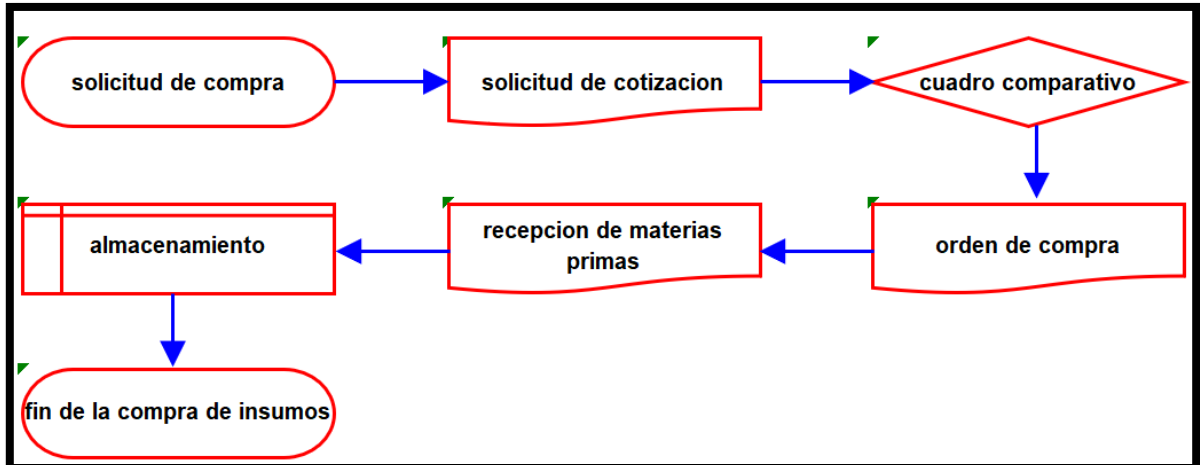 solicitud de compra
solicitud de cotizacion
cuadro comparativo
almacenamiento
recepcion de materias
primas
orden de compra
fin de la compra de insumos